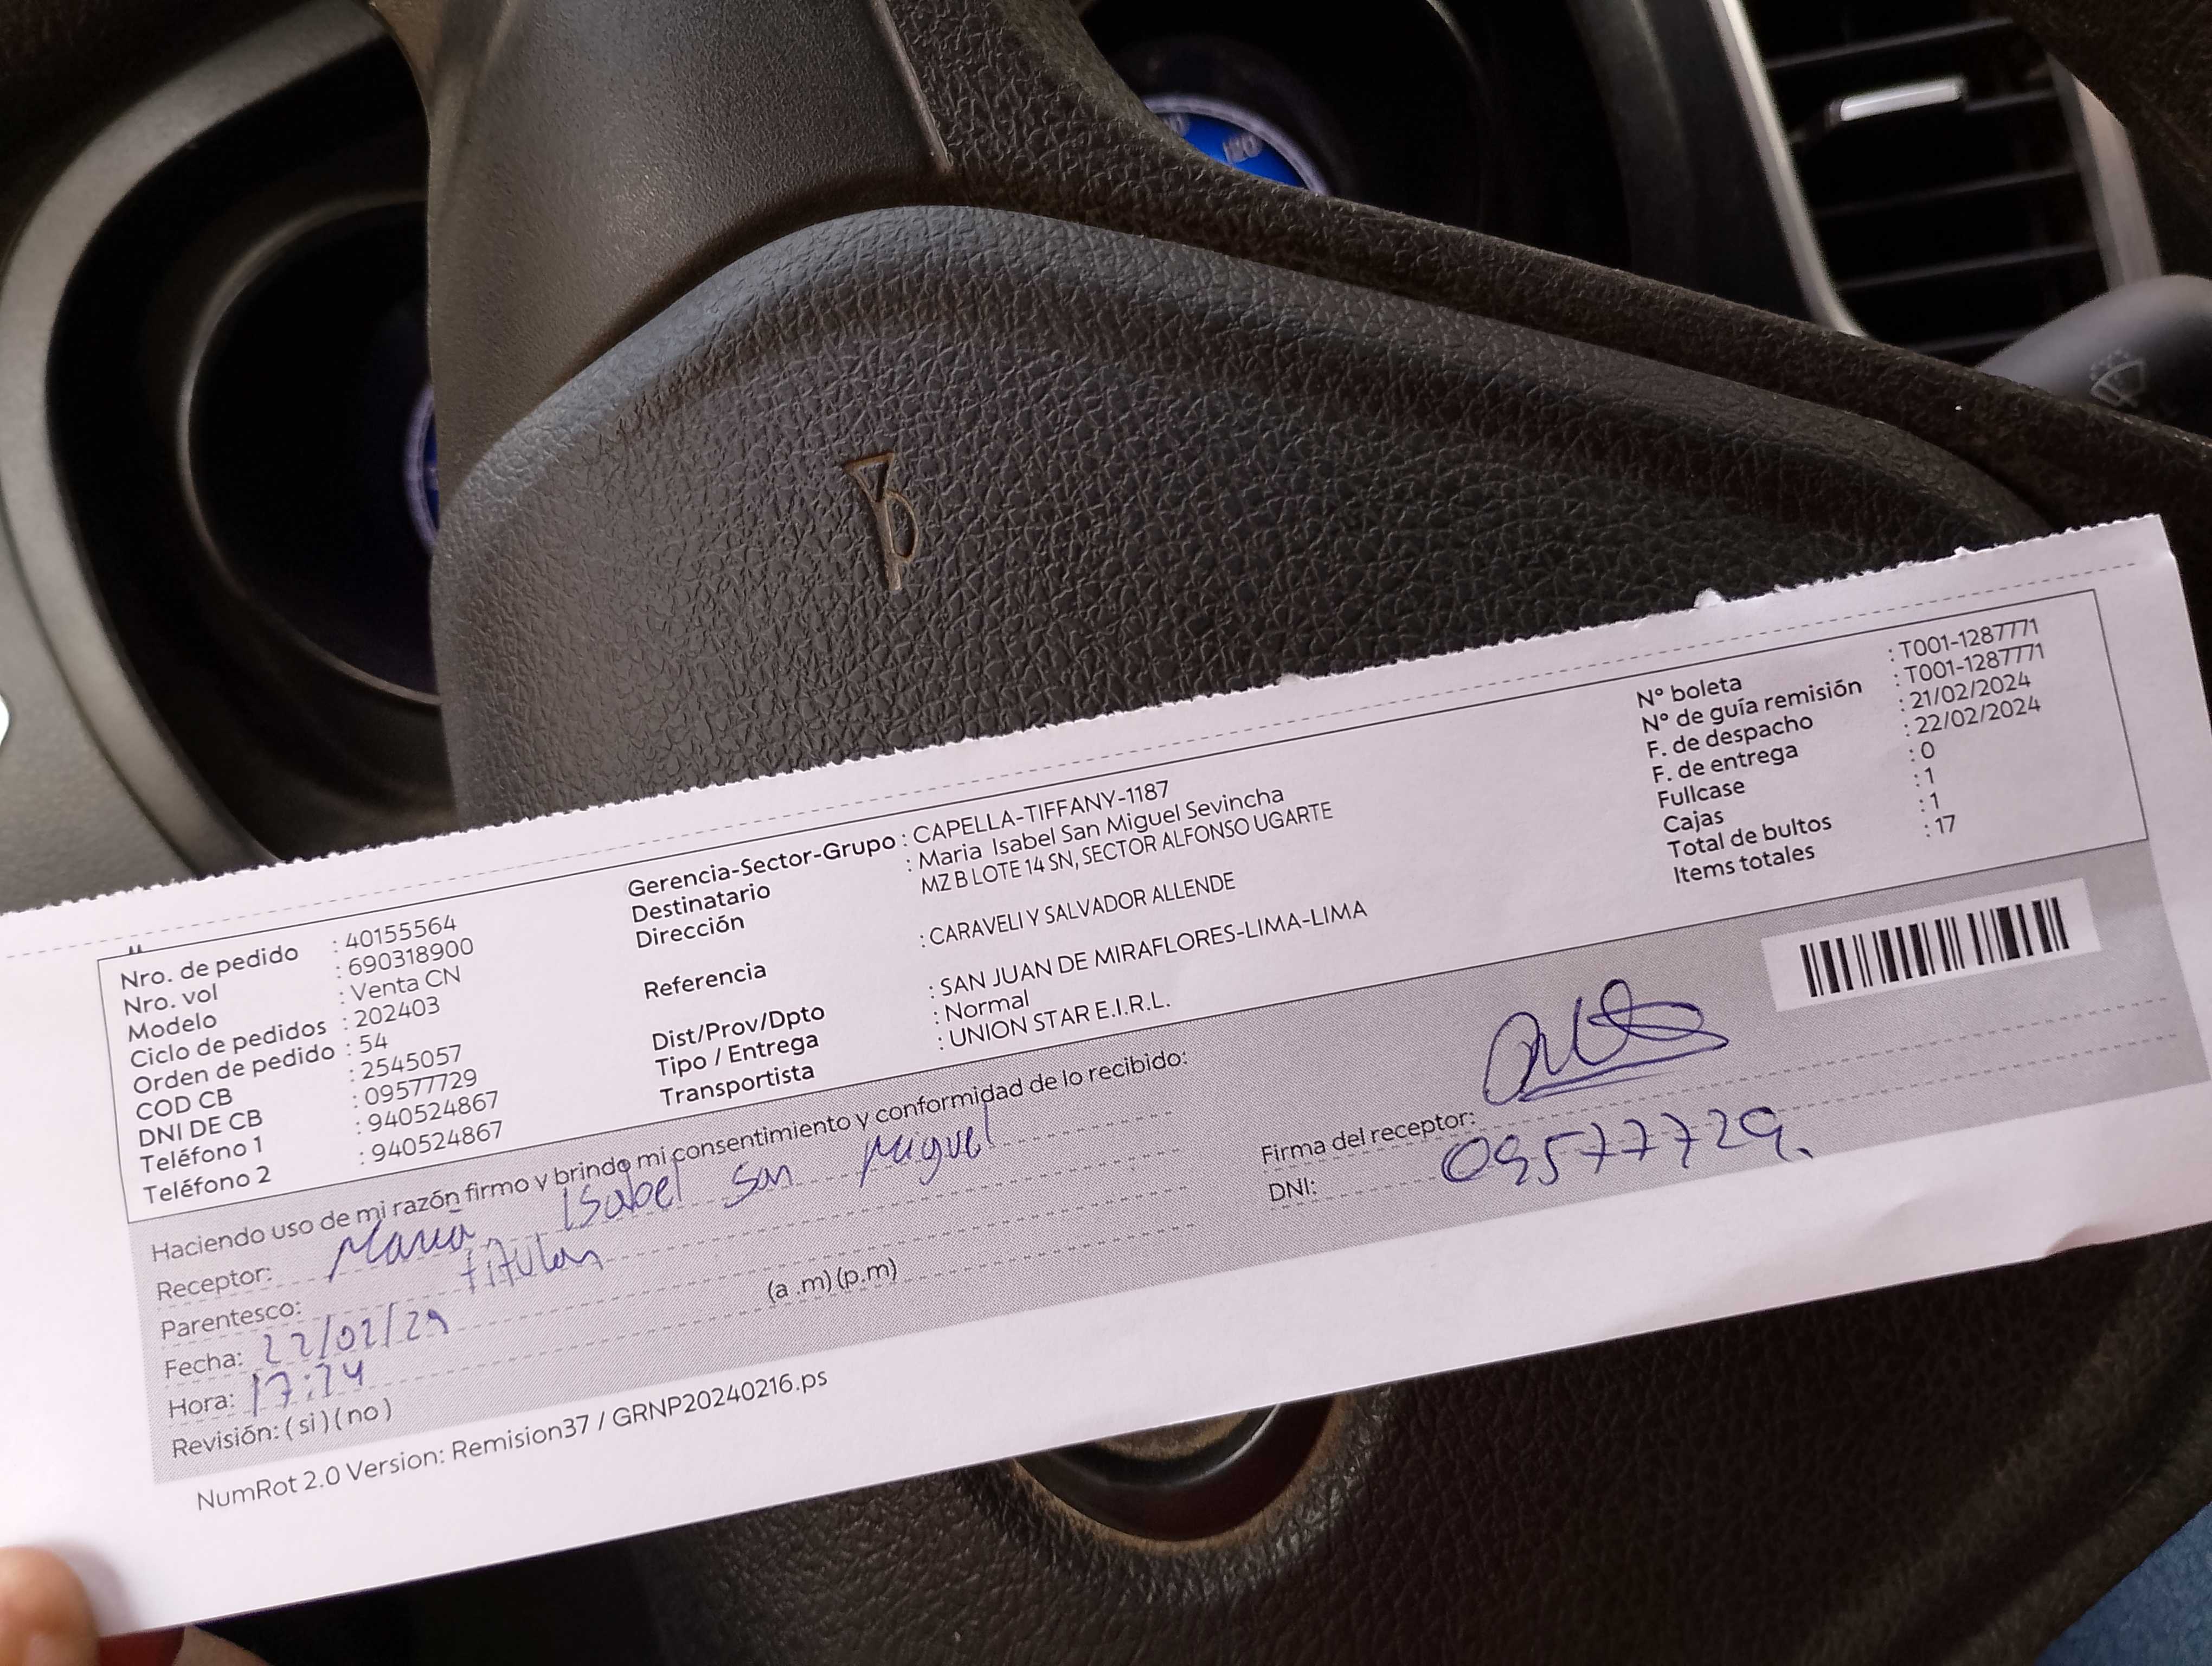 Nro. de pedido : 40155564
Nro. vol : 690318900
Modelo : Venta CN
Ciclo de pedidos : 202403
Orden de pedido : 54
COD CB : 2545057
DNI DE CB : 09577729
Teléfono 1 : 940524867
Teléfono 2 : 940524867
Gerencia-Sector-Grupo : CAPELLA-TIFFANY-1187
Destinatario : Maria Isabel San Miguel Sevincha
Dirección MZ B LOTE 14 SN, SECTOR ALFONSO UGARTE
Referencia : CARAVELI Y SALVADOR ALLENDE
Dist/Prov/Dpto : SAN JUAN DE MIRAFLORES-LIMA-LIMA
Tipo / Entrega : Normal
Transportista : UNION STAR E.I.R.L.
N° boleta : T001-1287771
N° de guía remisión : T001-1287771
F. de despacho : 21/02/2024
F. de entrega : 22/02/2024
Fullcase : 0
Cajas : 1
Total de bultos : 1
Items totales : 17
Haciendo uso de mi razón firmo y brindo mi consentimiento y conformidad de lo recibido:
Receptor: Maria Isabel San Miguel
Parentesco: titular
Fecha: 22/02/24
Hora: 17:24 (a .m) (p.m)
Revisión: ( si ) ( no )
Firma del receptor:
DNI: 09577729.
NumRot 2.0 Version: Remision37 / GRNP20240216.ps
120